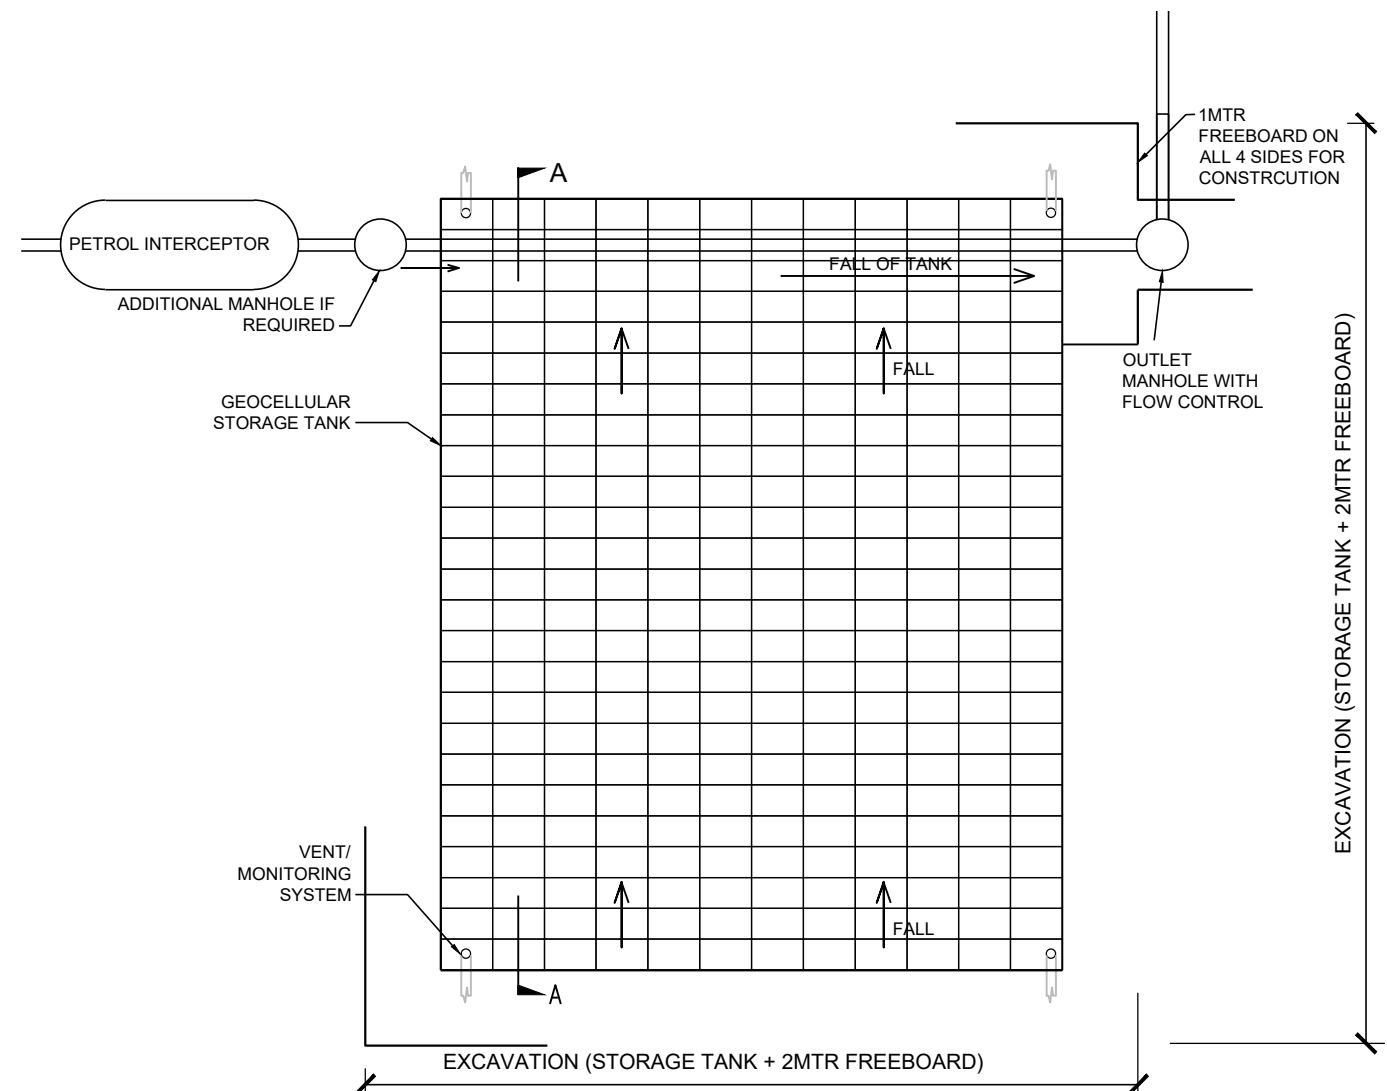 1MTR
FREEBOARD ON
ALL 4 SIDES FOR
CONSTRCUTION
A
PETROL INTERCEPTOR
FALL OF TANK
ADDITIONAL MANHOLE IF
REQUIRED
FALL
OUTLET
MANHOLE WITH
FLOW CONTROL
GEOCELLULAR
STORAGE TANK
EXCAVATION (STORAGE TANK + 2MTR FREEBOARD)
VENT/
MONITORING
SYSTEM
FALL
A
EXCAVATION (STORAGE TANK + 2MTR FREEBOARD)